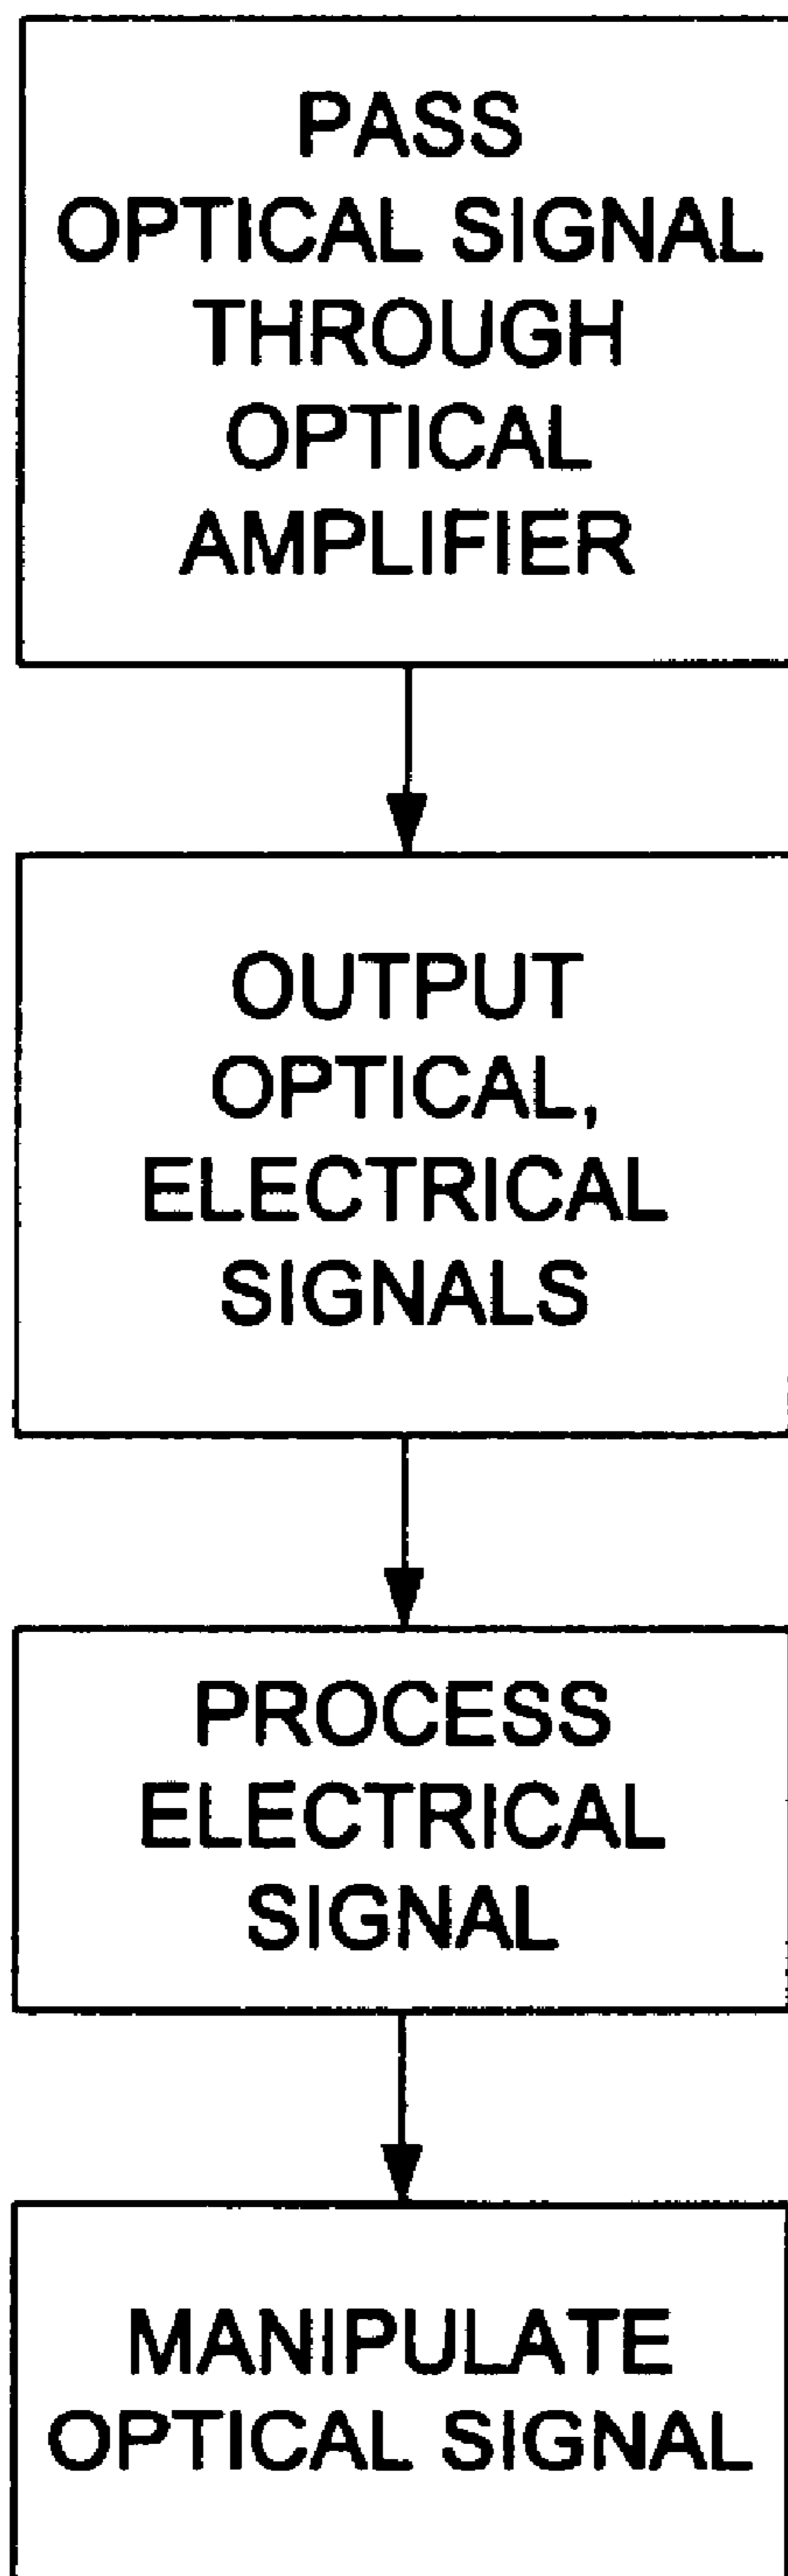 PASS
OPTICAL SIGNAL
THROUGH
OPTICAL
AMPLIFIER
OUTPUT
OPTICAL,
ELECTRICAL
SIGNALS
PROCESS
ELECTRICAL
SIGNAL
MANIPULATE
OPTICAL SIGNAL